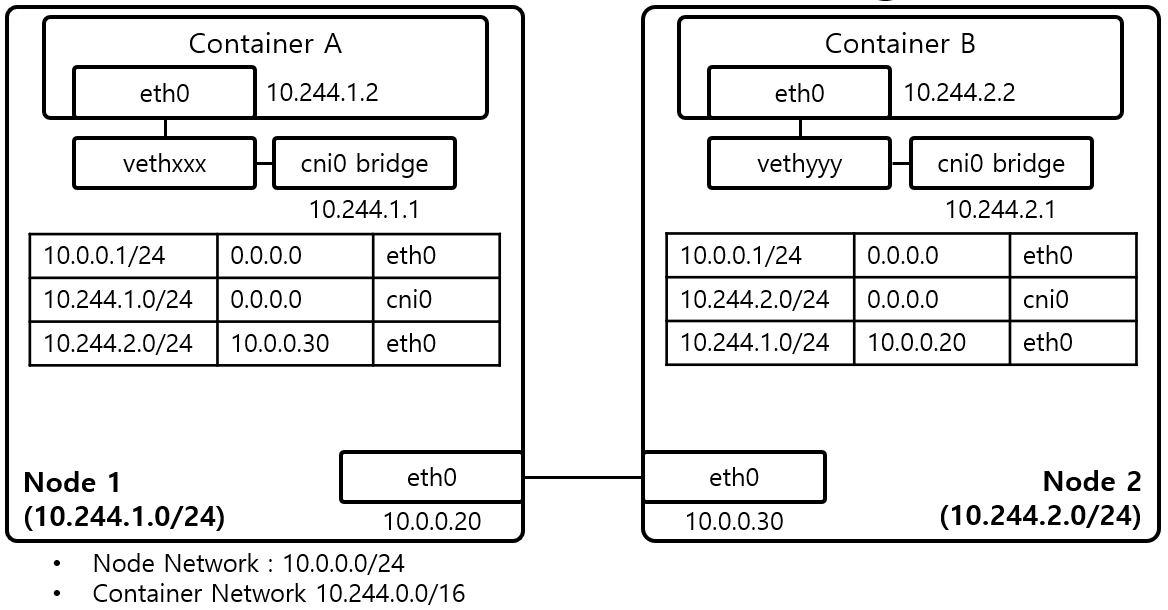 Container A
eth0 10.244.1.2
vethxxx cni0 bridge
10.244.1.1
10.0.0.1/24 0.0.0.0 eth0
10.244.1.0/24 0.0.0.0 cni0
10.244.2.0/24 10.0.0.30 eth0
eth0
Node 1
(10.244.1.0/24)
10.0.0.20
Container B
eth0 10.244.2.2
vethyyy cni0 bridge
10.244.2.1
10.0.0.1/24 0.0.0.0 eth0
10.244.2.0/24 0.0.0.0 cni0
10.244.1.0/24 10.0.0.20 eth0
eth0
Node 2
(10.244.2.0/24)
10.0.0.30
• Node Network : 10.0.0.0/24
• Container Network 10.244.0.0/16